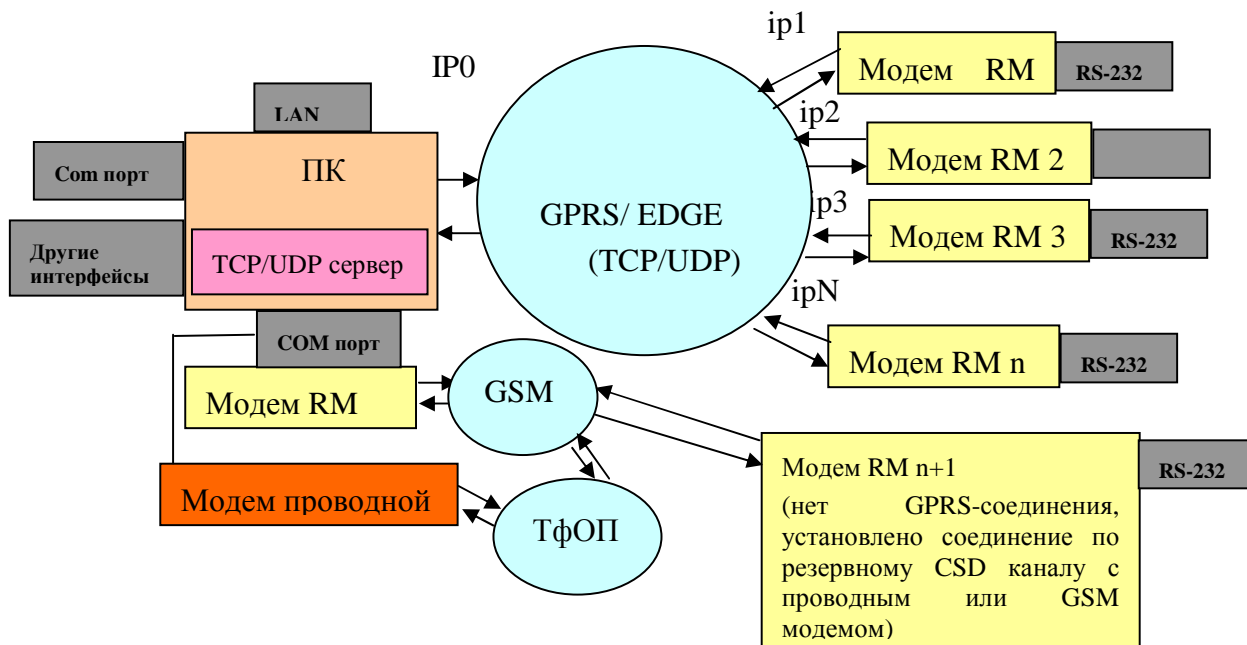 ip1
IP0
Модем RM
RS-232
LAN
ip2
ПК
Com порт
Модем RM 2
ip3
GPRS/ EDGE
(TCP/UDP)
Модем RM 3
RS-232
Другие
интерфейсы
TCP/UDP сервер
ipN
COM порт
Модем RM n
RS-232
Модем RM
GSM
Модем RM n+1
RS-232
(нет GPRS-соединения,
установлено соединение по
резервному CSD каналу с
проводным или GSM
модемом)
Модем проводной
ТфОП